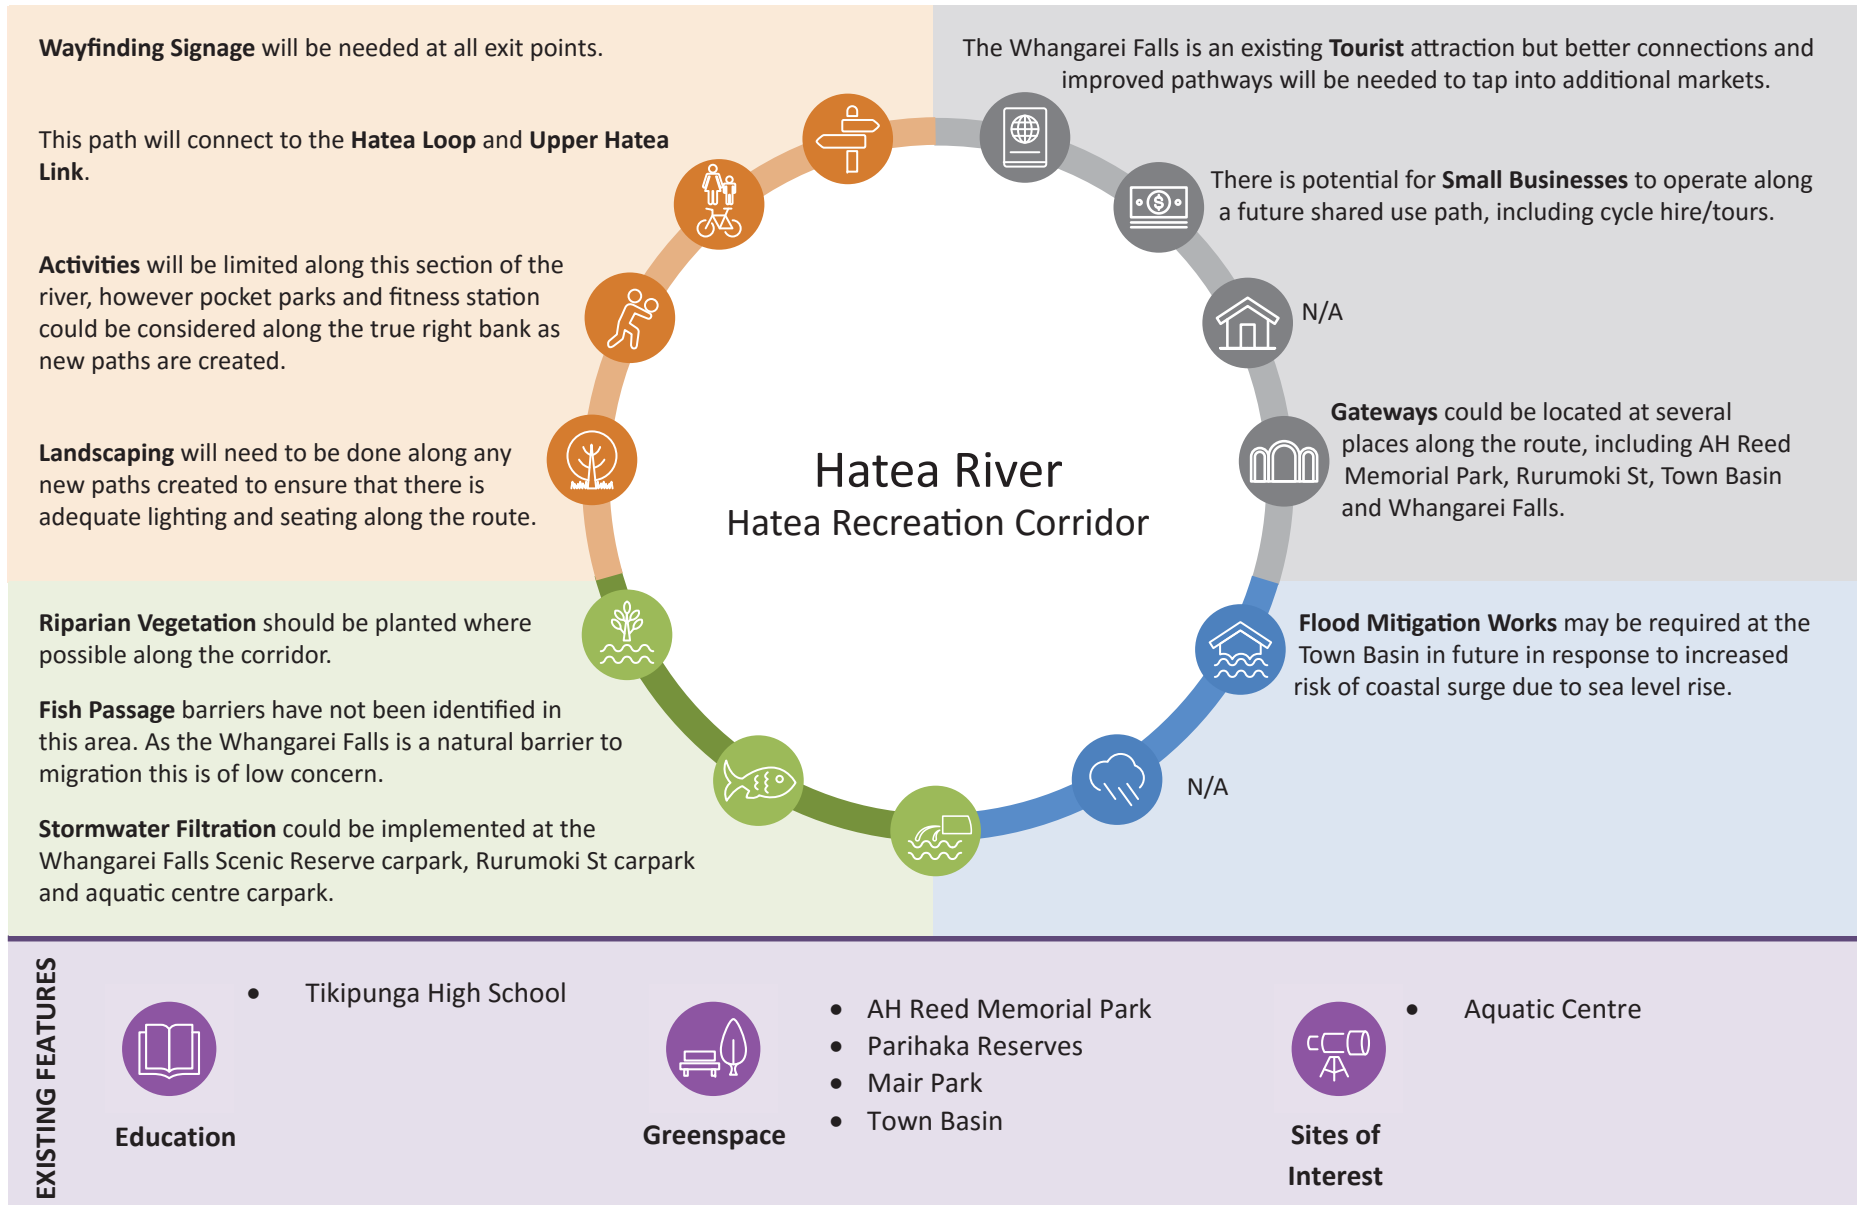 Wayfinding Signage will be needed at all exit points.
This path will connect to the Hatea Loop and Upper Hatea
Link.
Activities will be limited along this section of the
river, however pocket parks and fitness station
could be considered along the true right bank as
new paths are created.
Landscaping will need to be done along any
new paths created to ensure that there is
adequate lighting and seating along the route.
The Whangarei Falls is an existing Tourist attraction but better connections and
improved pathways will be needed to tap into additional markets.
There is potential for Small Businesses to operate along
a future shared use path, including cycle hire/tours.
N/A
Gateways could be located at several
places along the route, including AH Reed
Memorial Park, Rurumoki St, Town Basin
and Whangarei Falls.
Hatea River
Hatea Recreation Corridor
Riparian Vegetation should be planted where
possible along the corridor.
Fish Passage barriers have not been identified in
this area. As the Whangarei Falls is a natural barrier to
migration this is of low concern.
Stormwater Filtration could be implemented at the
Whangarei Falls Scenic Reserve carpark, Rurumoki St carpark
and aquatic centre carpark.
Flood Mitigation Works may be required at the
Town Basin in future in response to increased
risk of coastal surge due to sea level rise.
N/A
EXISTING FEATURES
Education
• Tikipunga High School
Greenspace
• AH Reed Memorial Park
• Parihaka Reserves
• Mair Park
• Town Basin
Sites of
Interest
• Aquatic Centre